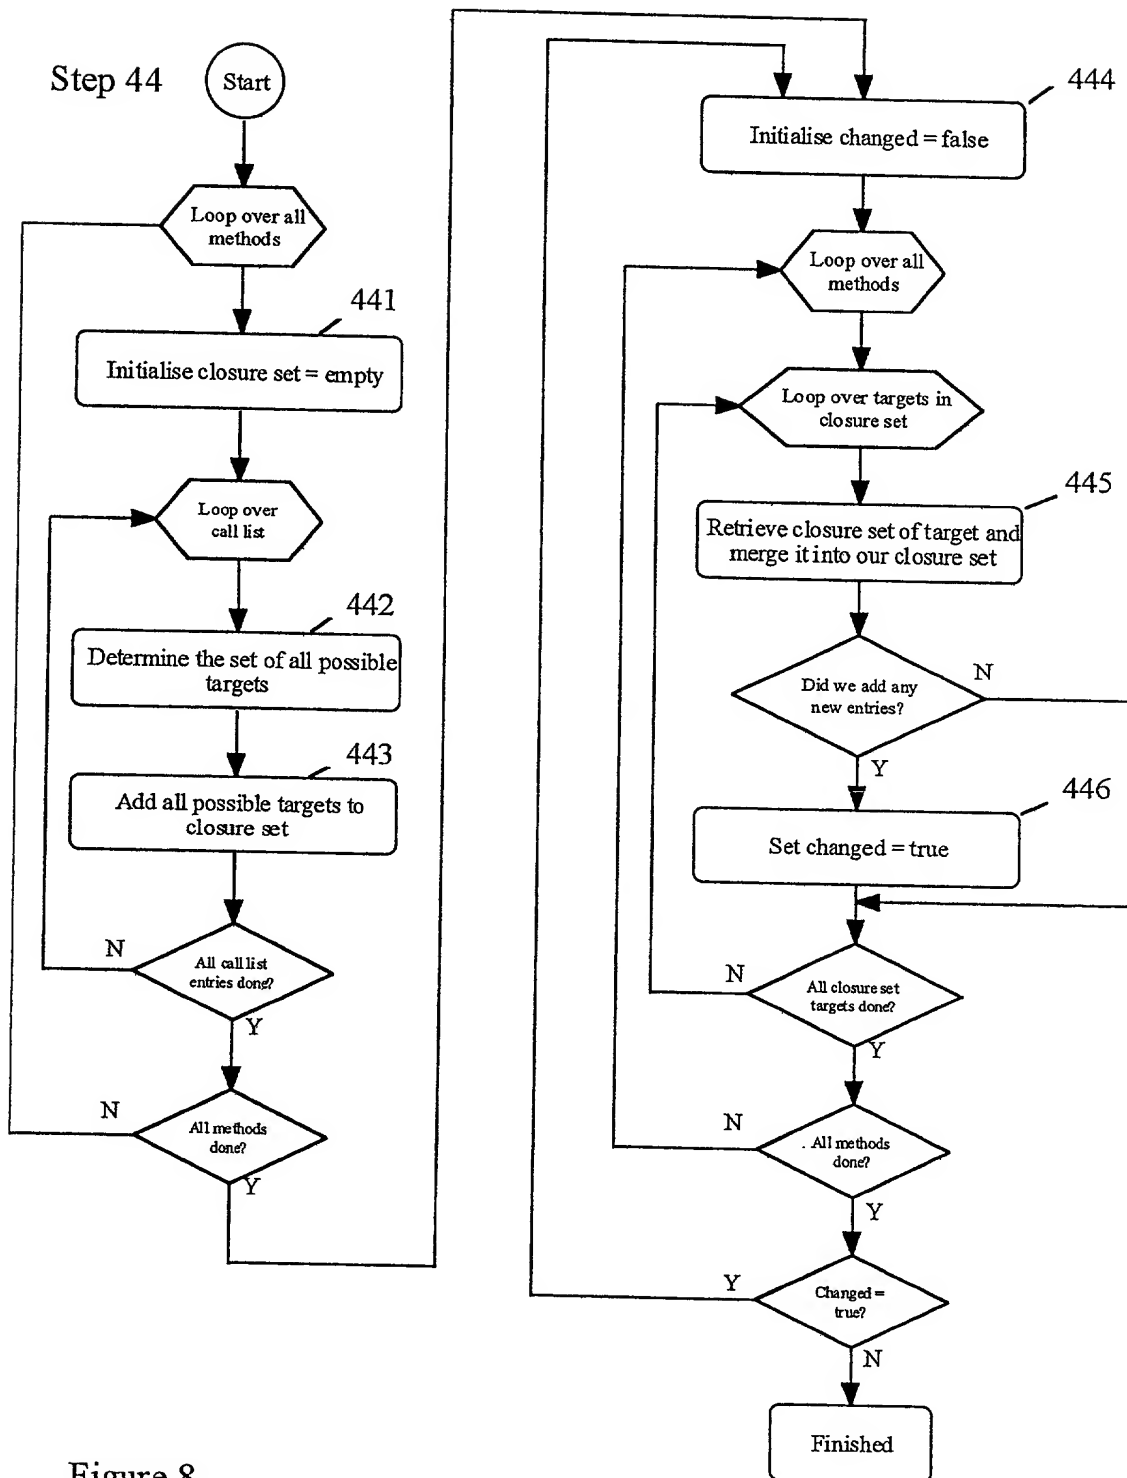 Step 44
Start
Loop over all
methods
441
Initialise closure set = empty
Loop over
call list
442
Determine the set of all possible
targets
443
Add all possible targets to
closure set
N
All call list
entries done?
Y
N
All methods
done?
Y
444
Initialise changed = false
Loop over all
methods
Loop over targets in
closure set
445
Retrieve closure set of target and
merge it into our closure set
Did we add any
new entries?
N
Y
446
Set changed = true
N
All closure set
targets done?
Y
N
All methods
done?
Y
Y
Changed =
true?
N
Finished
Figure 8